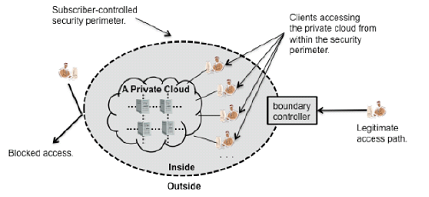 Subscriber-controlled
security perimeter.
Clients accessing
the private cloud from
within the security
perimeter.
A Private Cloud
boundary
controller
Blocked access.
Legitimate
access path.
Inside
Outside